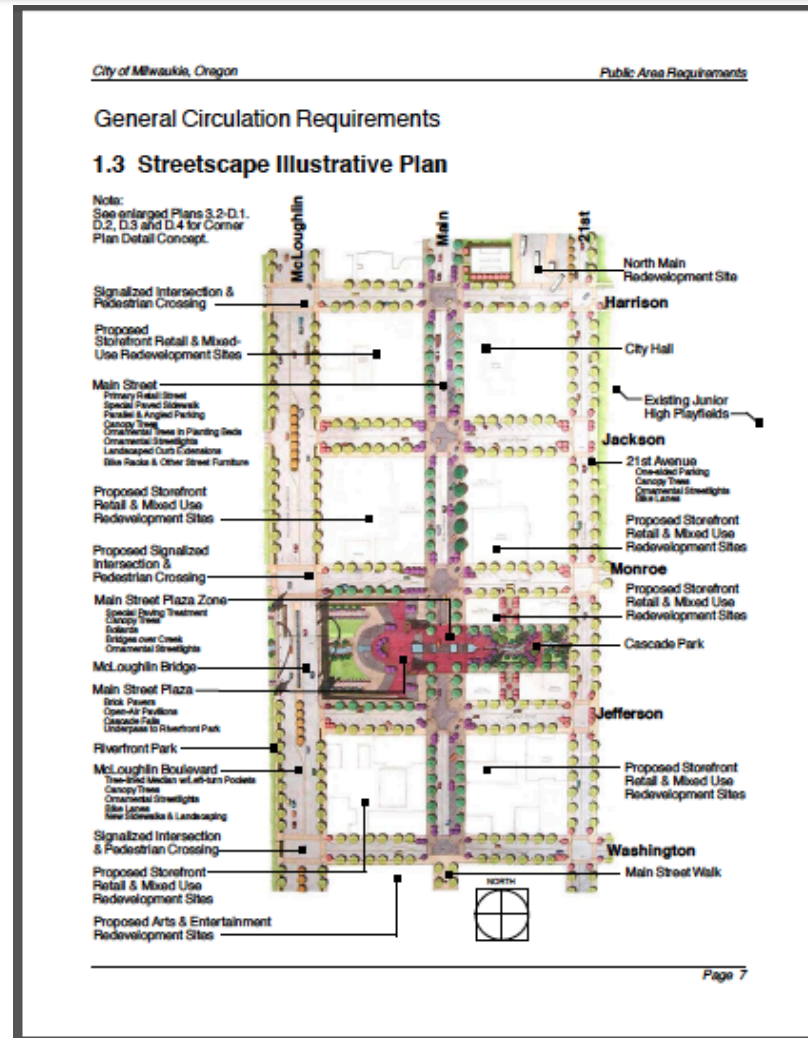 City of Milwaukie, Oregon
Public Area Requirements
General Circulation Requirements
1.3 Streetscape Illustrative Plan
Note:
See enlarged Plans 3.2-D.1.
D.2, D.3 and D.4 for Corner
Plan Detail Concept.
McLoughlin
Main
21st
Signalized Intersection &
Pedestrian Crossing
Proposed
Storefront Retail & Mixed-
Use Redevelopment Sites
Main Street
Primary Retail Street
Special Paved Sidewalk
Parallel & Angled Parking
Canopy Trees
Ornamental Trees in Planting Beds
Ornamental Streetlights
Landscaped Curb Extensions
Bike Racks & Other Street Furniture
Proposed Storefront
Retail & Mixed Use
Redevelopment Sites
Proposed Signalized
Intersection &
Pedestrian Crossing
Main Street Plaza Zone
Special Paving Treatment
Canopy Trees
Bollards
Bridges over Creek
Ornamental Streetlights
McLoughlin Bridge
Main Street Plaza
Brick Pavers
Open-Air Pavilions
Cascade Falls
Underpass to Riverfront Park
Riverfront Park
McLoughlin Boulevard
Tree-lined Median w/Left-turn Pockets
Canopy Trees
Ornamental Streetlights
Bike Lanes
New Sidewalks & Landscaping
Signalized Intersection
& Pedestrian Crossing
Proposed Storefront
Retail & Mixed Use
Redevelopment Sites
Proposed Arts & Entertainment
Redevelopment Sites
North Main
Redevelopment Site
Harrison
City Hall
Existing Junior
High Playfields
Jackson
21st Avenue
One-sided Parking
Canopy Trees
Ornamental Streetlights
Bike Lanes
Proposed Storefront
Retail & Mixed Use
Redevelopment Sites
Monroe
Proposed Storefront
Retail & Mixed Use
Redevelopment Sites
Cascade Park
Jefferson
Proposed Storefront
Retail & Mixed Use
Redevelopment Sites
Washington
Main Street Walk
NORTH
Page 7